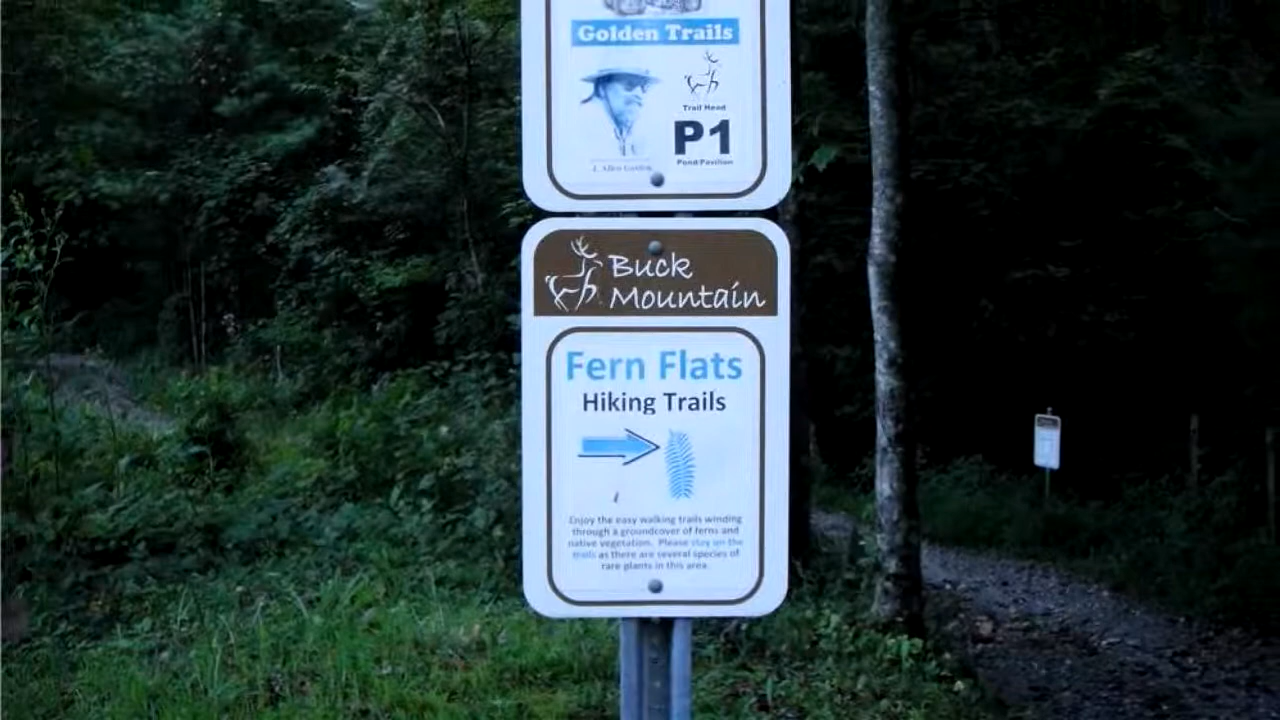 Golden Trails
Trail Head
P1
Pond/Pavilion
Buck
Mountain
Fern Flats
Hiking Trails
Enjoy the easy walking trails winding
through a groundcover of ferns and
native vegetation. Please stay on the
trails as there are several species of
rare plants in this area.